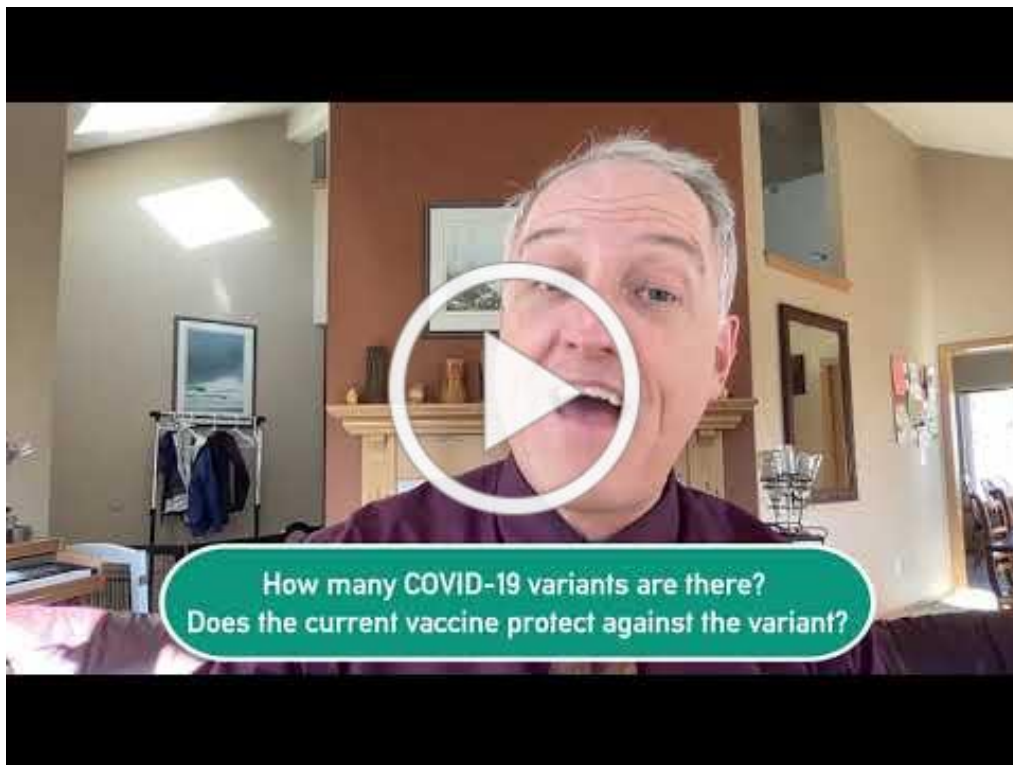 How many COVID-19 variants are there?
Does the current vaccine protect against the variant?